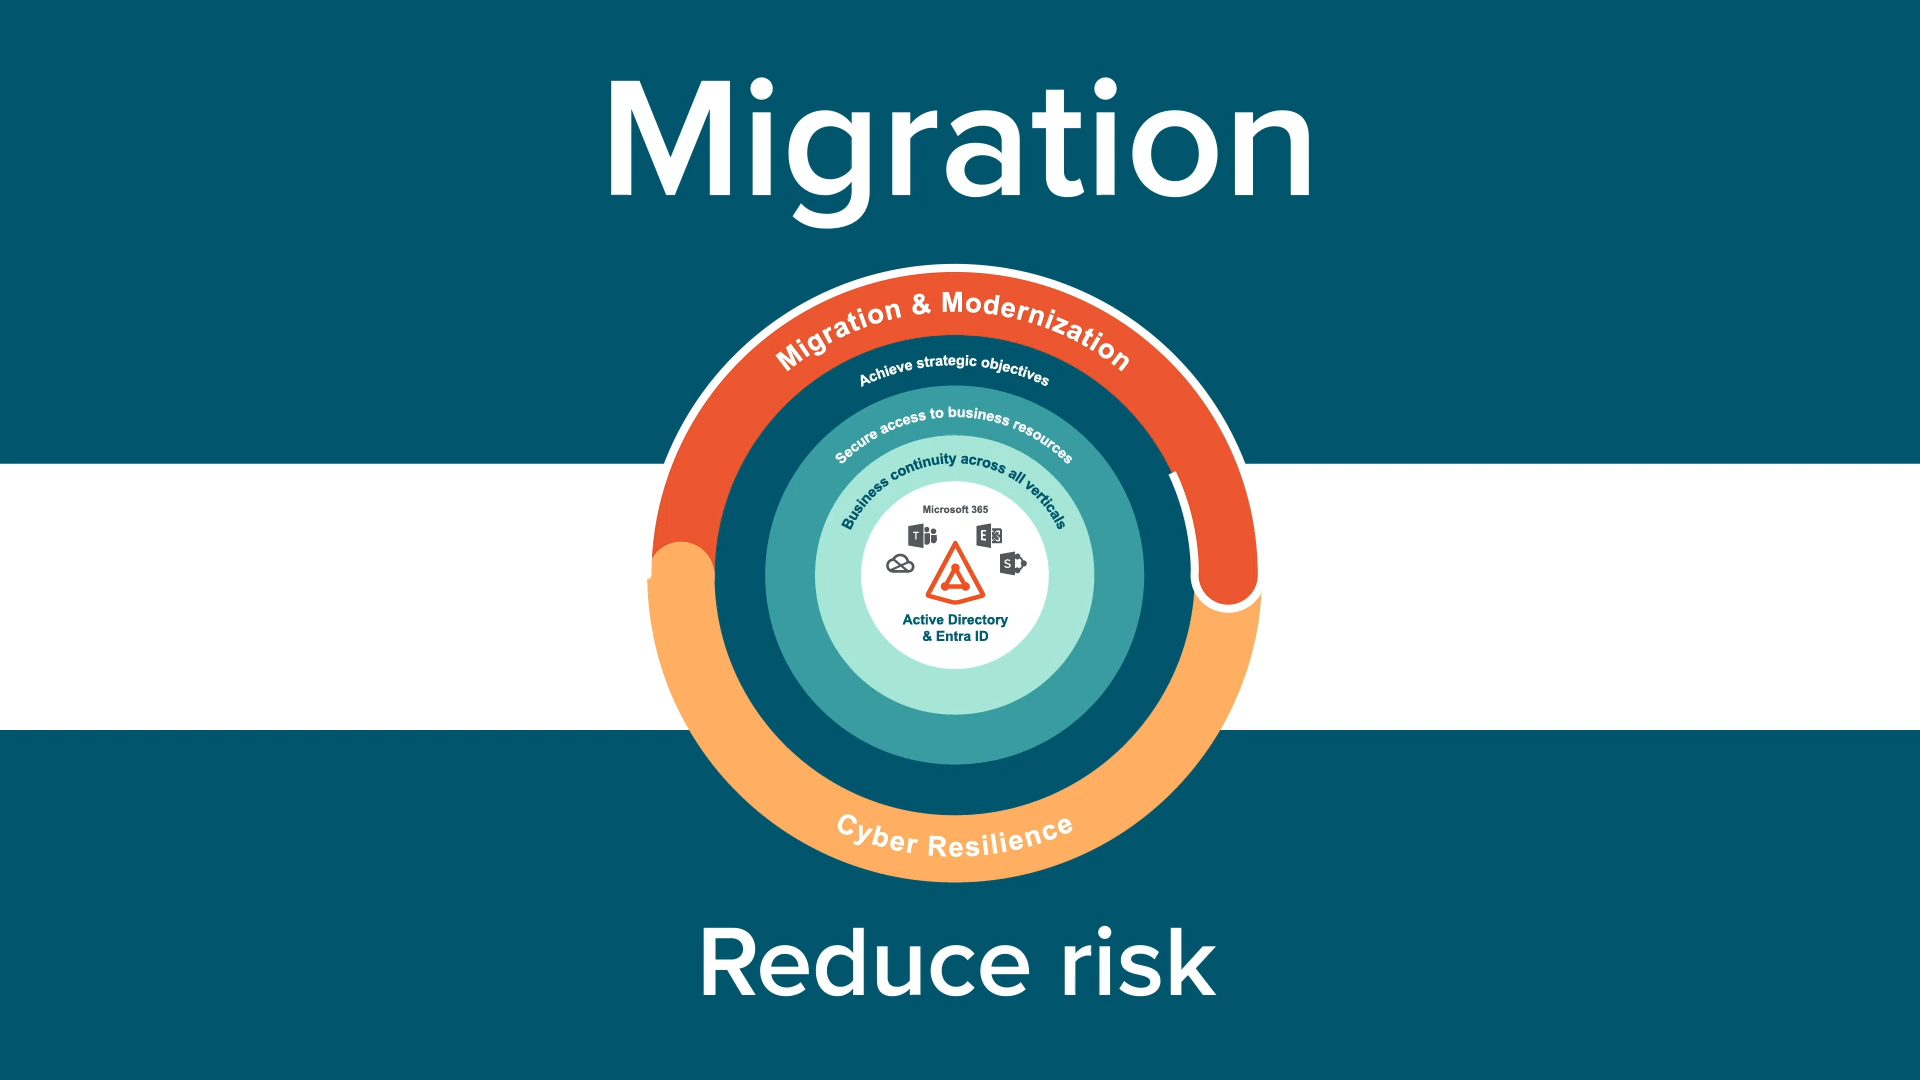 Migration
Migration & Modernization
Achieve strategic objectives
Secure access to business resources
Business continuity across all verticals
Microsoft 365
T
E
S
Active Directory
& Entra ID
Cyber Resilience
Reduce risk